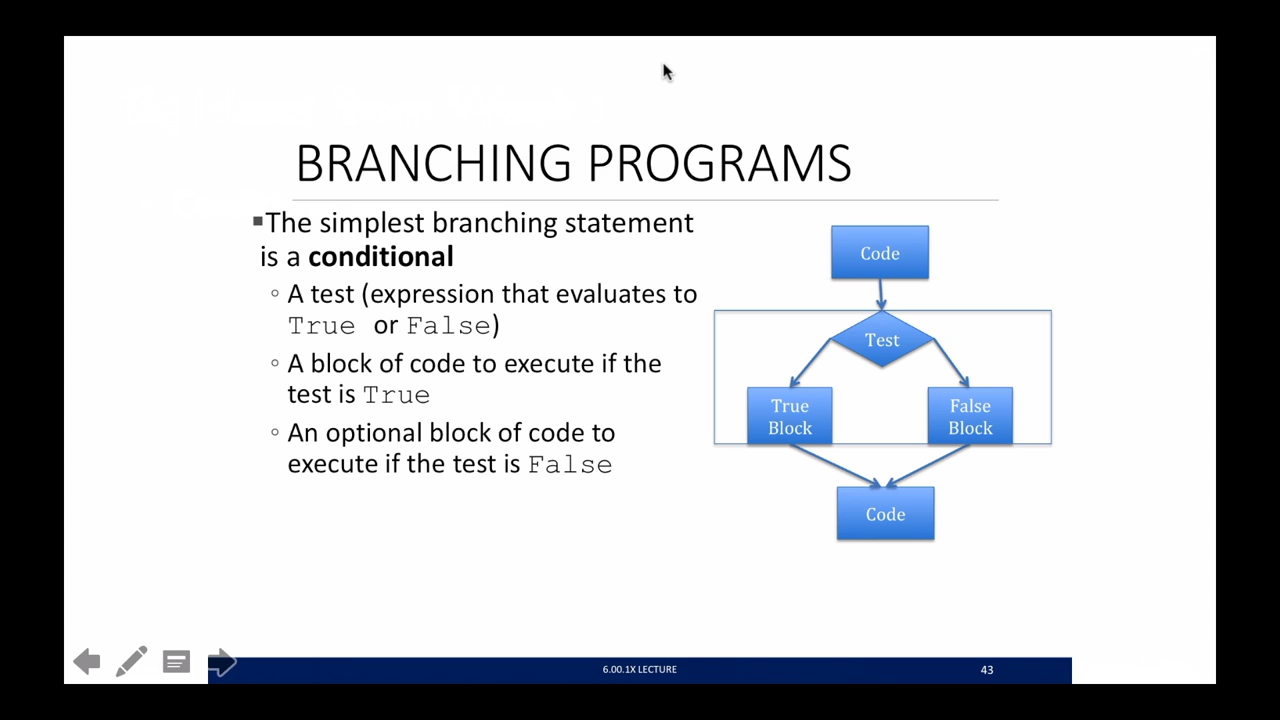 BRANCHING PROGRAMS
▪The simplest branching statement
is a conditional
◦ A test (expression that evaluates to
True or False)
◦ A block of code to execute if the
test is True
◦ An optional block of code to
execute if the test is False
Code
Test
True
Block
False
Block
Code
6.00.1X LECTURE
43